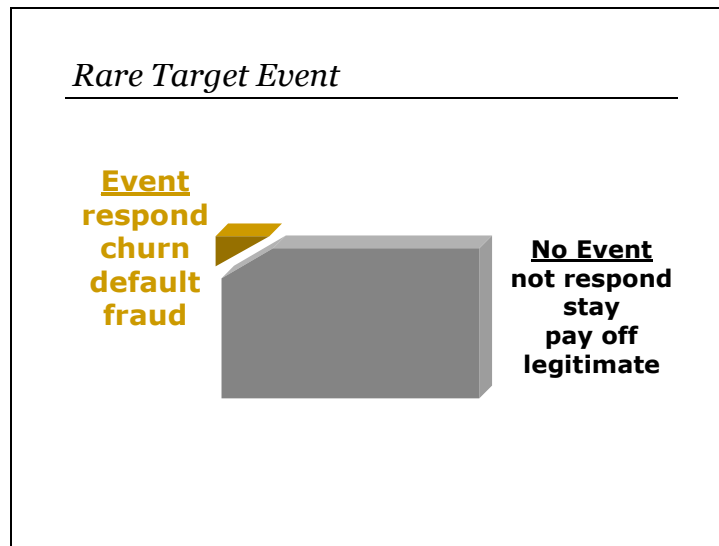 Rare Target Event
Event
respond
churn
default
fraud
No Event
not respond
stay
pay off
legitimate